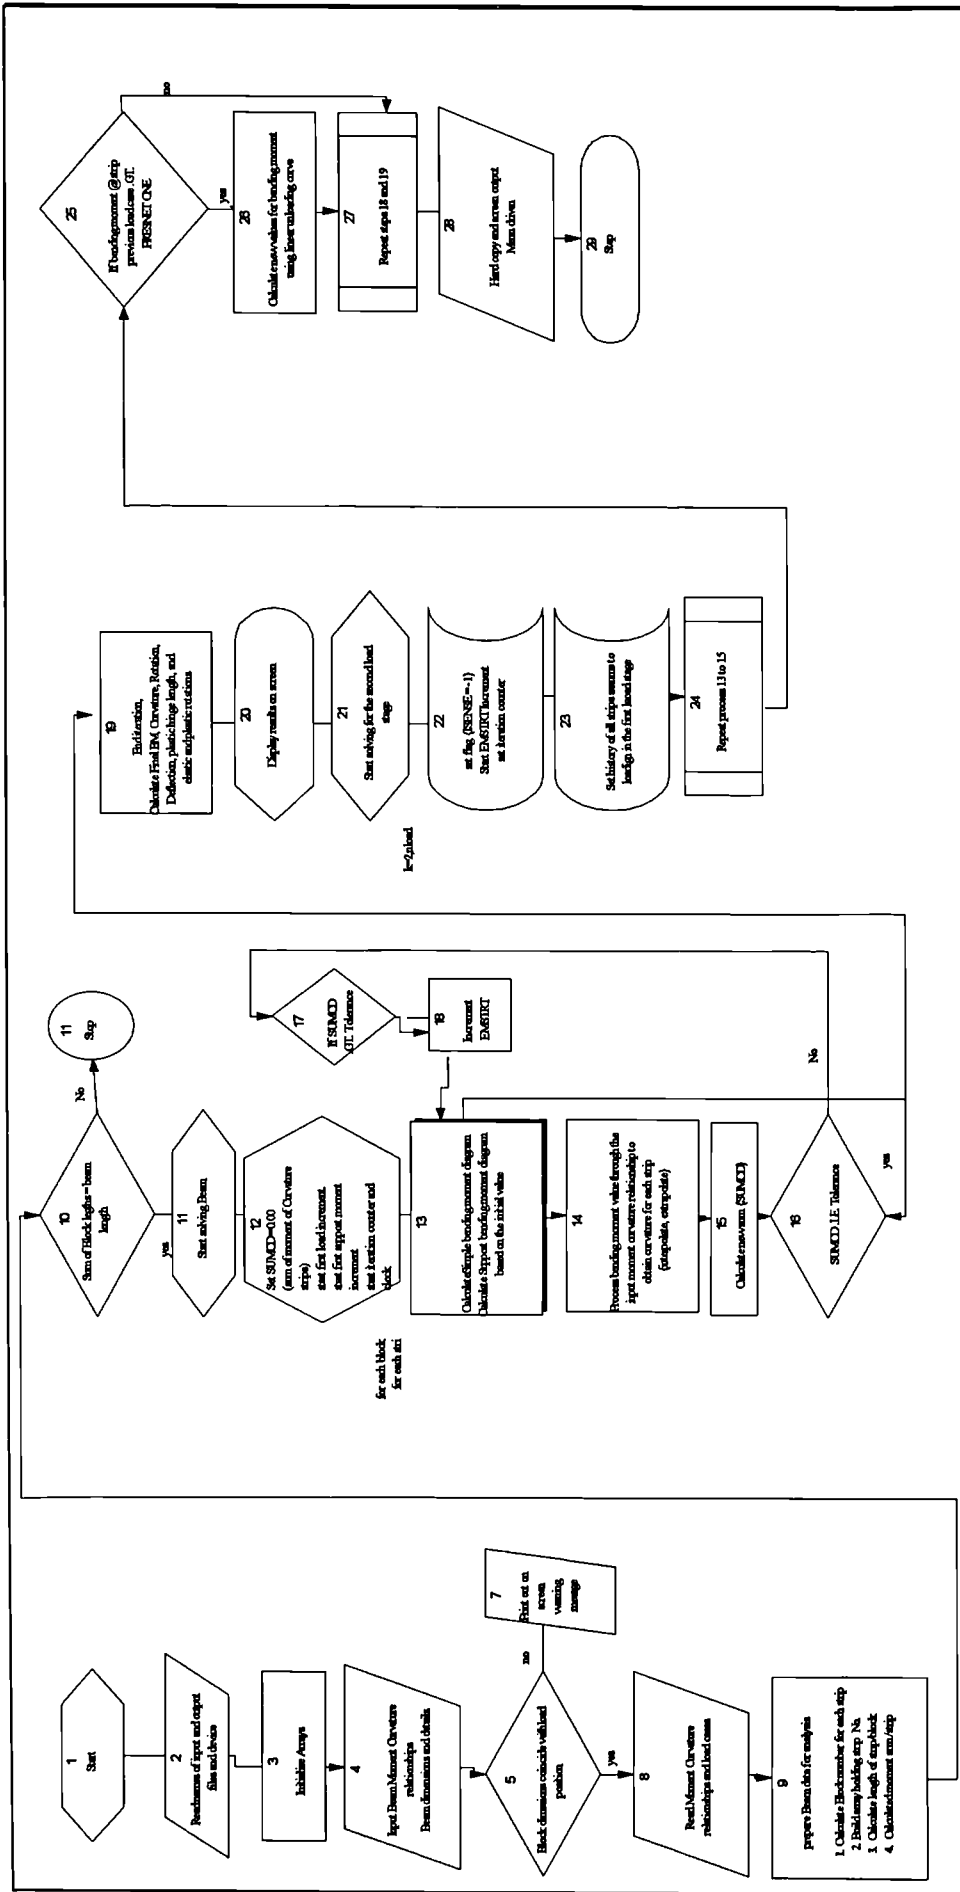 1
Start
2
Read names of input and output
files and device
3
Initialize Arrays
4
Input Beam Moment Curvature
relationships
Beam dimensions and details
5
Block dimensions coincide with load
position
no
7
Print out on
screen
warning
message
yes
8
Read Moment Curvature
relationships and load cases
9
prepare Beam data for analysis
1. Calculate Block number for each strip
2. Build array holding strip No.
3. Calculate length of strip/block
4. Calculated moment arm/strip
10
Sum of Block lengths = beam
length
No
11
Stop
yes
11
Start solving Beam
12
Set SUMCD=0.00
(sum of moment of Curvature
strips)
start first load increment
start first support moment
increment
start iteration counter and
clock
for each block
for each stri
13
Calculate Simple bending moment diagram
Calculate Support bending moment diagram
based on the initial value
14
Process bending moment value through the
input moment curvature relationship to
obtain curvature for each strip
{interpolate, extrapolate}
15
Calculate new sum (SUMCD)
16
SUMCD .LE. Tolerance
No
yes
17
If SUMCD
.GT. Tolerance
18
Increment
EMSTRT
19
End iteration,
Calculate Final BM, Curvature, Rotation,
Deflection, plastic hinge length, and
elastic and plastic rotations
20
Display results on screen
21
Start solving for the second load
stage
k=2,nload
22
set flag {ISENSE = -1}
Start EMSTRT Increment
set iteration counter
23
Set history of all strips seams to
loading in the first load stage
24
Repeat process 13 to 15
25
If bending moment @ strip
previous load case .GT.
PRESNET ONE
no
yes
26
Calculate new values for bending moment
using linear unloading curve
27
Repeat steps 18 and 19
28
Hard copy and screen output
Menu driven
29
Stop